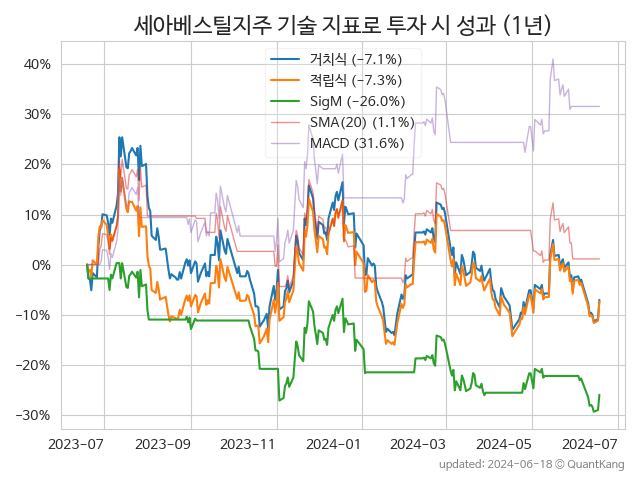 세아베스틸지주 기술 지표로 투자 시 성과 (1년)
거치식 (−7.1%)
적립식 (−7.3%)
SigM (−26.0%)
SMA(20) (1.1%)
MACD (31.6%)
40%
30%
20%
10%
0%
−10%
−20%
−30%
2023-07
2023-09
2023-11
2024-01
2024-03
2024-05
2024-07
updated: 2024-06-18 © QuantKang